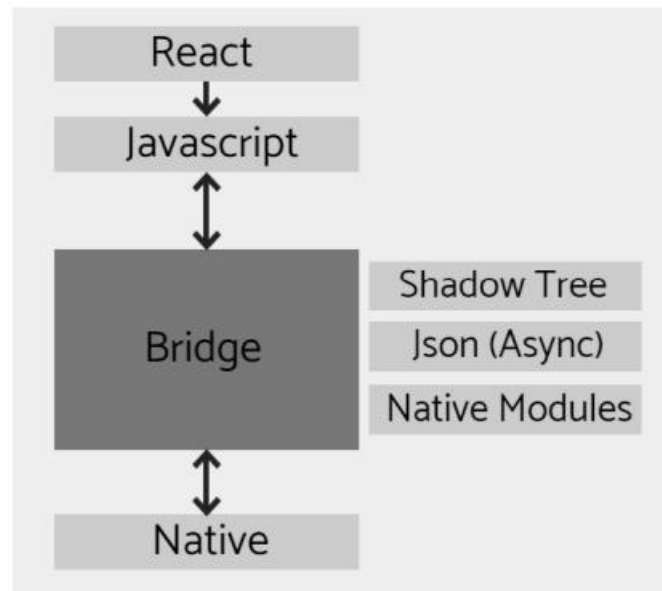 React
Javascript
Bridge
Shadow Tree
Json (Async)
Native Modules
Native